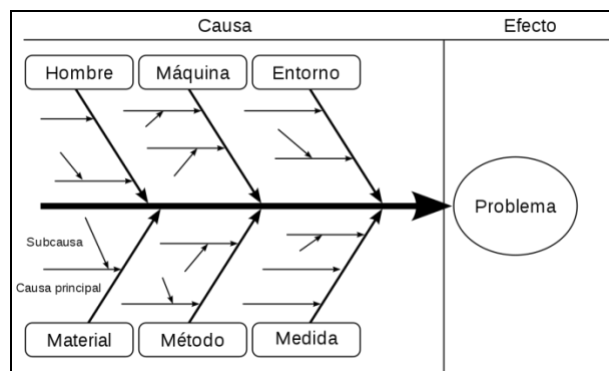 Causa
Efecto
Hombre
Máquina
Entorno
Problema
Subcausa
Causa principal
Material
Método
Medida